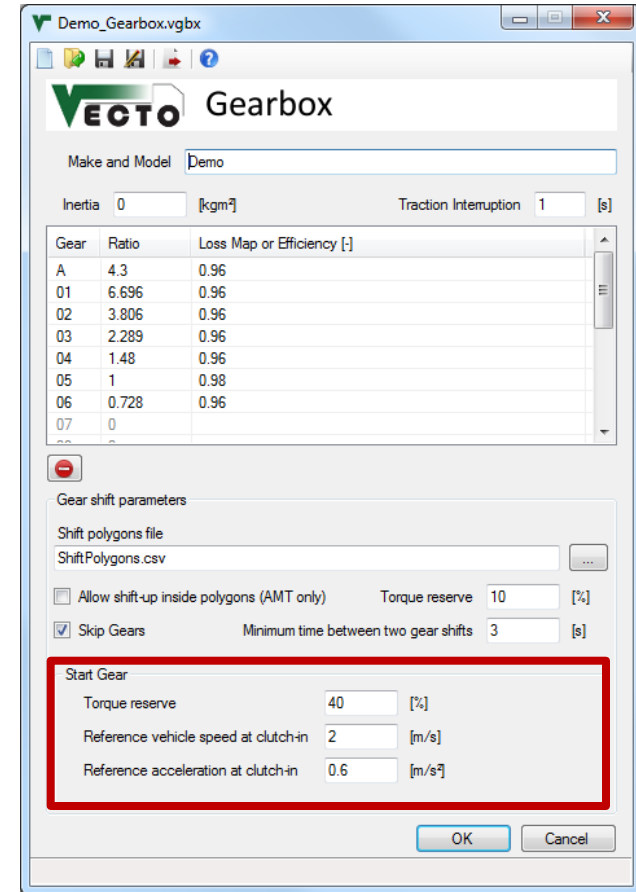 Demo_Gearbox.vgbx
VECTO Gearbox
Make and Model Demo
Inertia 0 [kgm²] Traction Interruption 1 [s]
Gear Ratio Loss Map or Efficiency [-]
A 4.3 0.96
01 6.696 0.96
02 3.806 0.96
03 2.289 0.96
04 1.48 0.96
05 1 0.98
06 0.728 0.96
07 0
Gear shift parameters
Shift polygons file
ShiftPolygons.csv ...
Allow shift-up inside polygons (AMT only) Torque reserve 10 [%]
Skip Gears Minimum time between two gear shifts 3 [s]
Start Gear
Torque reserve 40 [%]
Reference vehicle speed at clutch-in 2 [m/s]
Reference acceleration at clutch-in 0.6 [m/s²]
OK Cancel